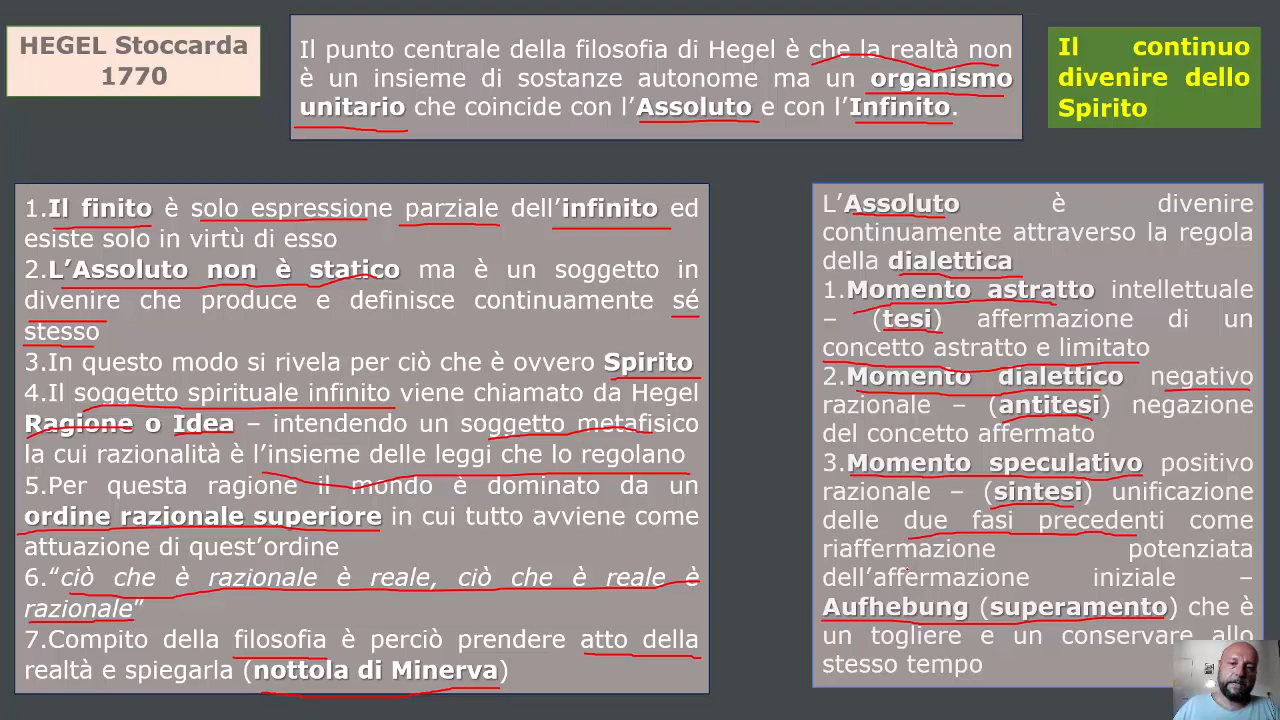 HEGEL Stoccarda
1770
Il punto centrale della filosofia di Hegel è che la realtà non
è un insieme di sostanze autonome ma un organismo
unitario che coincide con l’Assoluto e con l’Infinito.
Il continuo
divenire dello
Spirito
1.Il finito è solo espressione parziale dell’infinito ed
esiste solo in virtù di esso
2.L’Assoluto non è statico ma è un soggetto in
divenire che produce e definisce continuamente sé
stesso
3.In questo modo si rivela per ciò che è ovvero Spirito
4.Il soggetto spirituale infinito viene chiamato da Hegel
Ragione o Idea – intendendo un soggetto metafisico
la cui razionalità è l’insieme delle leggi che lo regolano
5.Per questa ragione il mondo è dominato da un
ordine razionale superiore in cui tutto avviene come
attuazione di quest’ordine
6.“ciò che è razionale è reale, ciò che è reale è
razionale”
7.Compito della filosofia è perciò prendere atto della
realtà e spiegarla (nottola di Minerva)
L’Assoluto è divenire
continuamente attraverso la regola
della dialettica
1.Momento astratto intellettuale
– (tesi) affermazione di un
concetto astratto e limitato
2.Momento dialettico negativo
razionale – (antitesi) negazione
del concetto affermato
3.Momento speculativo positivo
razionale – (sintesi) unificazione
delle due fasi precedenti come
riaffermazione potenziata
dell’affermazione iniziale –
Aufhebung (superamento) che è
un togliere e un conservare allo
stesso tempo